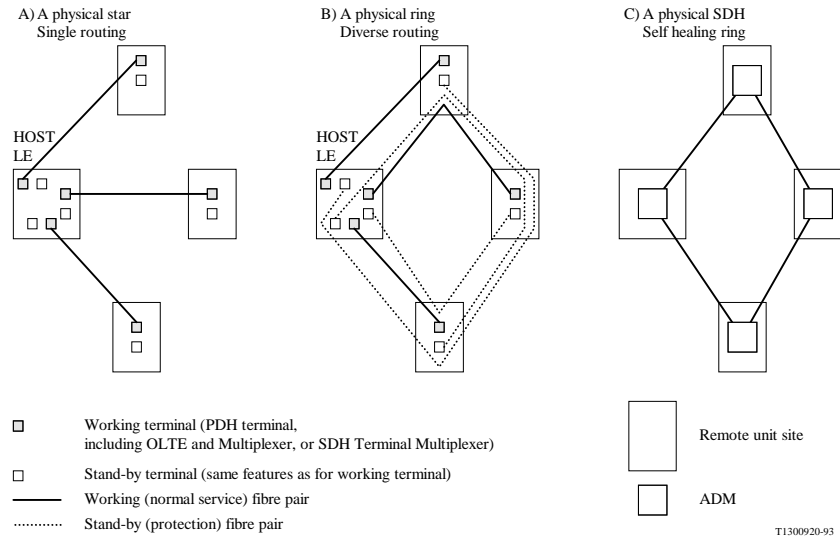 A) A physical star
Single routing
B) A physical ring
Diverse routing
C) A physical SDH
Self healing ring
HOST
LE
HOST
LE
Working terminal (PDH terminal,
including OLTE and Multiplexer, or SDH Terminal Multiplexer)
Stand-by terminal (same features as for working terminal)
Working (normal service) fibre pair
Stand-by (protection) fibre pair
Remote unit site
ADM
T1300920-93